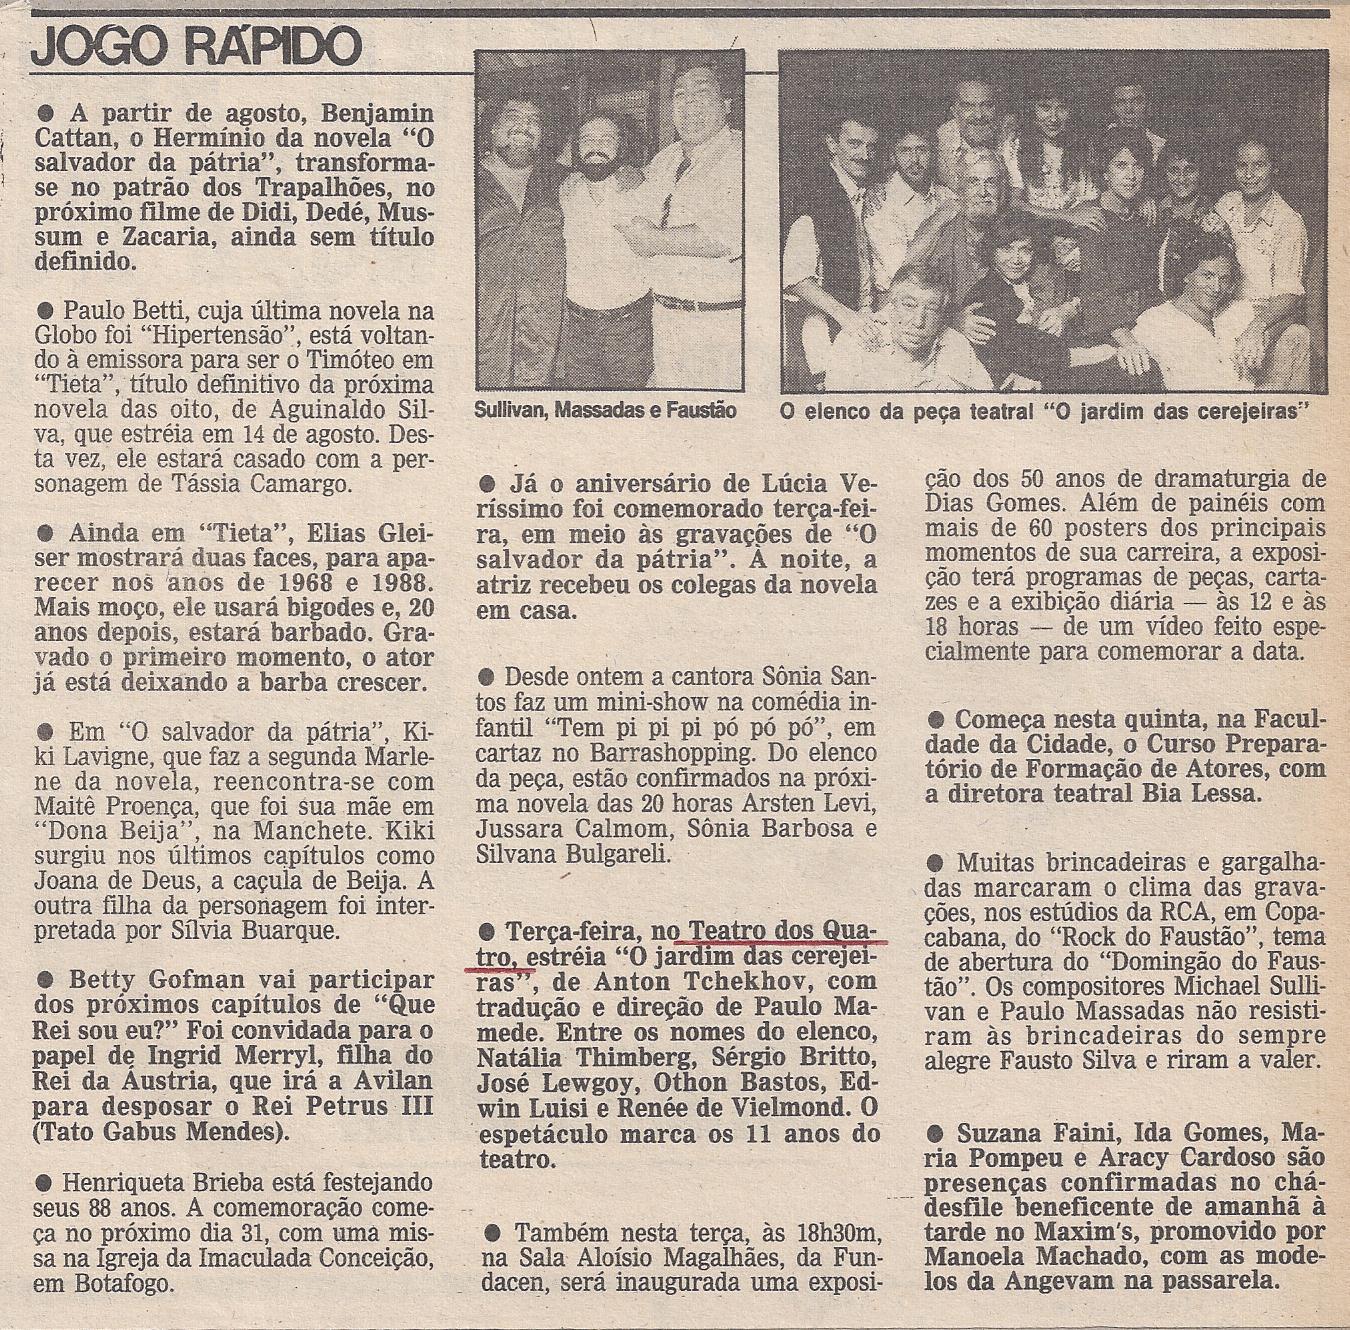 JOGO RÁPIDO
● A partir de agosto, Benjamin
Cattan, o Hermínio da novela “O
salvador da pátria”, transforma-
se no patrão dos Trapalhões, no
próximo filme de Didi, Dedé, Mus-
sum e Zacaria, ainda sem título
definido.
● Paulo Betti, cuja última novela na
Globo foi “Hipertensão”, está voltan-
do à emissora para ser o Timóteo em
“Tieta”, título definitivo da próxima
novela das oito, de Aguinaldo Sil-
va, que estréia em 14 de agosto. Des-
ta vez, ele estará casado com a per-
sonagem de Tássia Camargo.
● Ainda em “Tieta”, Elias Glei-
ser mostrará duas faces, para apa-
recer nos anos de 1968 e 1988.
Mais moço, ele usará bigodes e, 20
anos depois, estará barbado. Gra-
vado o primeiro momento, o ator
já está deixando a barba crescer.
● Em “O salvador da pátria”, Ki-
ki Lavigne, que faz a segunda Marle-
ne da novela, reencontra-se com
Maitê Proença, que foi sua mãe em
“Dona Beija”, na Manchete. Kiki
surgiu nos últimos capítulos como
Joana de Deus, a caçula de Beija. A
outra filha da personagem foi inter-
pretada por Sílvia Buarque.
● Betty Gofman vai participar
dos próximos capítulos de “Que
Rei sou eu?” Foi convidada para o
papel de Ingrid Merryl, filha do
Rei da Áustria, que irá a Avilan
para desposar o Rei Petrus III
(Tato Gabus Mendes).
● Henriqueta Brieba está festejando
seus 88 anos. A comemoração come-
ça no próximo dia 31, com uma mis-
sa na Igreja da Imaculada Conceição,
em Botafogo.
Sullivan, Massadas e Faustão
O elenco da peça teatral “O jardim das cerejeiras”
● Já o aniversário de Lúcia Ve-
ríssimo foi comemorado terça-fei-
ra, em meio às gravações de “O
salvador da pátria”. À noite, a
atriz recebeu os colegas da novela
em casa.
● Desde ontem a cantora Sônia San-
tos faz um mini-show na comédia in-
fantil “Tem pi pi pi pó pó pó”, em
cartaz no Barrashopping. Do elenco
da peça, estão confirmados na próxi-
ma novela das 20 horas Arsten Levi,
Jussara Calmom, Sônia Barbosa e
Silvana Bulgareli.
● Terça-feira, no Teatro dos Qua-
tro, estréia “O jardim das cerejei-
ras”, de Anton Tchekhov, com
tradução e direção de Paulo Ma-
mede. Entre os nomes do elenco,
Natália Thimberg, Sérgio Britto,
José Lewgoy, Othon Bastos, Ed-
win Luisi e Renée de Vielmond. O
espetáculo marca os 11 anos do
teatro.
● Também nesta terça, às 18h30m,
na Sala Aloísio Magalhães, da Fun-
dacen, será inaugurada uma exposi-
ção dos 50 anos de dramaturgia de
Dias Gomes. Além de painéis com
mais de 60 posters dos principais
momentos de sua carreira, a exposi-
ção terá programas de peças, carta-
zes e a exibição diária — às 12 e às
18 horas — de um vídeo feito espe-
cialmente para comemorar a data.
● Começa nesta quinta, na Facul-
dade da Cidade, o Curso Prepara-
tório de Formação de Atores, com
a diretora teatral Bia Lessa.
● Muitas brincadeiras e gargalha-
das marcaram o clima das grava-
ções, nos estúdios da RCA, em Copa-
cabana, do “Rock do Faustão”, tema
de abertura do “Domingão do Faus-
tão”. Os compositores Michael Sulli-
van e Paulo Massadas não resisti-
ram às brincadeiras do sempre
alegre Fausto Silva e riram a valer.
● Suzana Faini, Ida Gomes, Ma-
ria Pompeu e Aracy Cardoso são
presenças confirmadas no chá-
desfile beneficente de amanhã à
tarde no Maxim's, promovido por
Manoela Machado, com as mode-
los da Angevam na passarela.